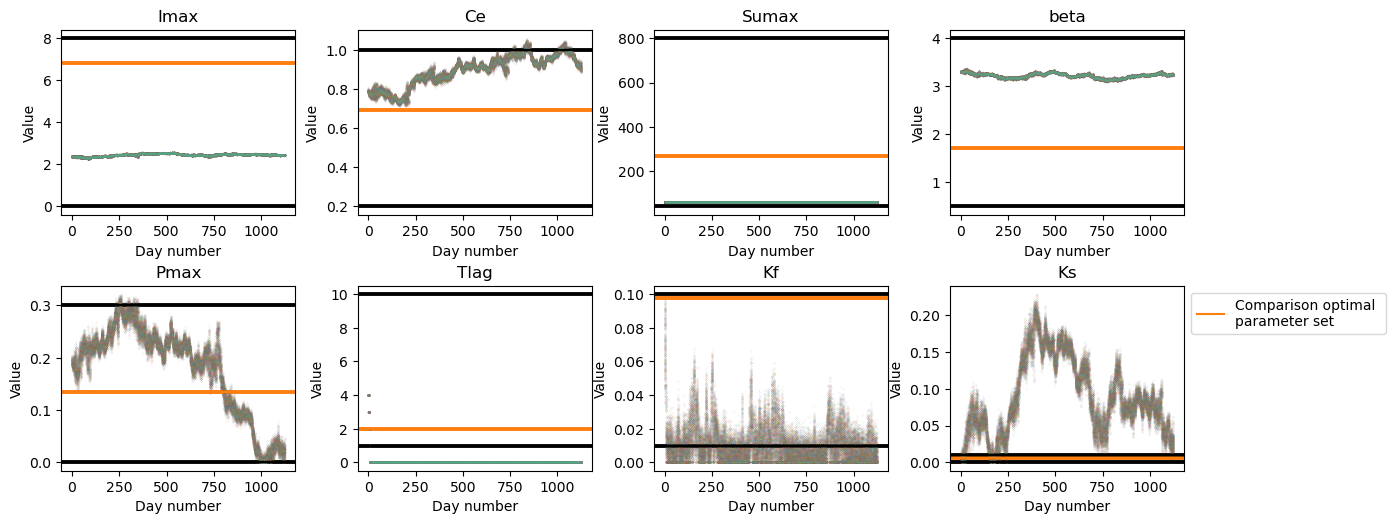 Imax
Ce
Sumax
beta
8
6
4
2
0
Value
0 250 500 750 1000
Day number
1.0
0.8
0.6
0.4
0.2
Value
0 250 500 750 1000
Day number
800
600
400
200
Value
0 250 500 750 1000
Day number
4
3
2
1
Value
0 250 500 750 1000
Day number
Pmax
Tlag
Kf
Ks
0.3
0.2
0.1
0.0
Value
0 250 500 750 1000
Day number
10
8
6
4
2
0
Value
0 250 500 750 1000
Day number
0.10
0.08
0.06
0.04
0.02
0.00
Value
0 250 500 750 1000
Day number
0.20
0.15
0.10
0.05
0.00
Value
0 250 500 750 1000
Day number
Comparison optimal
parameter set